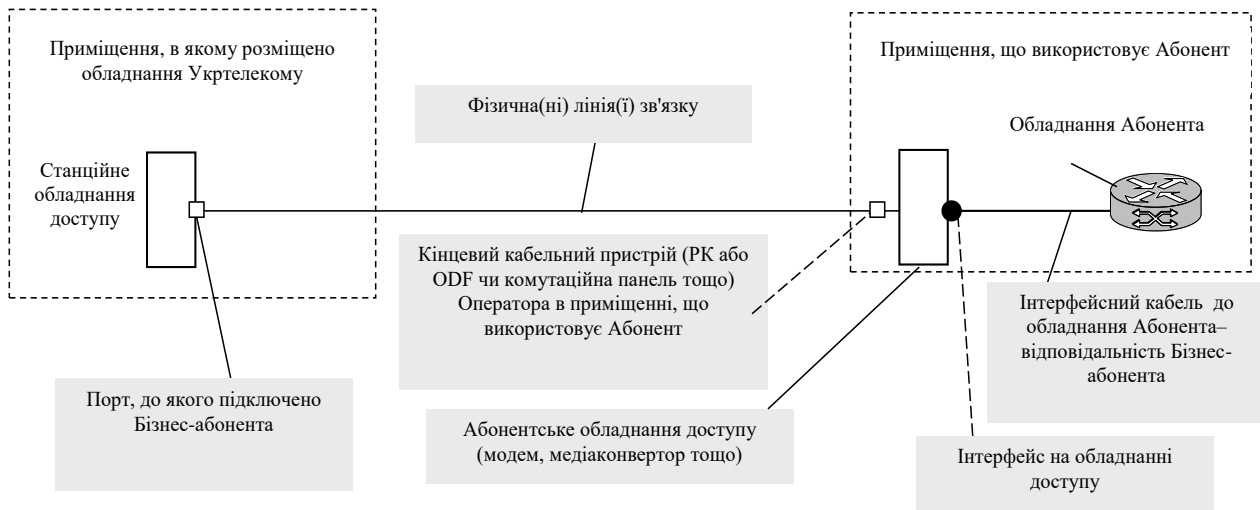 Приміщення, в якому розміщено
обладнання Укртелекому
Приміщення, що використовує Абонент
Фізична(ні) лінія(ї) зв'язку
Обладнання Абонента
Станційне
обладнання
доступу
Кінцевий кабельний пристрій (РК або
ODF чи комутаційна панель тощо)
Оператора в приміщенні, що
використовує Абонент
Інтерфейсний кабель до
обладнання Абонента–
відповідальність Бізнес-
абонента
Порт, до якого підключено
Бізнес-абонента
Абонентське обладнання доступу
(модем, медіаконвертор тощо)
Інтерфейс на обладнанні
доступу